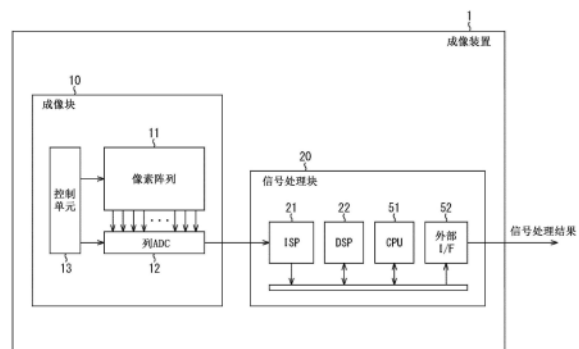 1
成像装置
10
成像块
11
像素阵列
控制
单元
13
列ADC
12
20
信号处理块
21
ISP
22
DSP
51
CPU
52
外部
I/F
信号处理结果